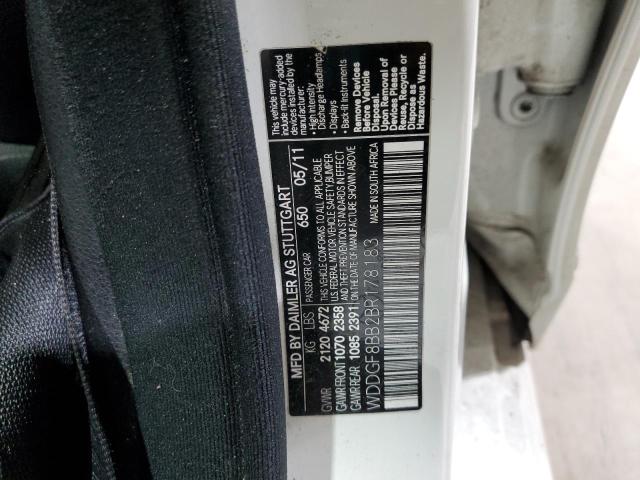 MFD BY DAIMLER AG STUTTGART
KG LBS PASSENGER CAR 650 05/11
GVWR 2120 4672 THIS VEHICLE CONFORMS TO ALL APPLICABLE
U.S. FEDERAL MOTOR VEHICLE SAFETY, BUMPER
GAWR FRONT 1070 2358 AND THEFT PREVENTION STANDARDS IN EFFECT
GAWR REAR 1085 2391 ON THE DATE OF MANUFACTURE SHOWN ABOVE
MADE IN SOUTH AFRICA
WDDGF8BB2BR178183
This vehicle may
include mercury-added
devices installed by the
manufacturer:
High Intensity
• Discharge Headlamps
• Displays
• Back-lit Instruments
Remove Devices
Before Vehicle
Disposal.
Upon Removal of
Devices, Please
Reuse, Recycle or
Dispose as
Hazardous Waste.